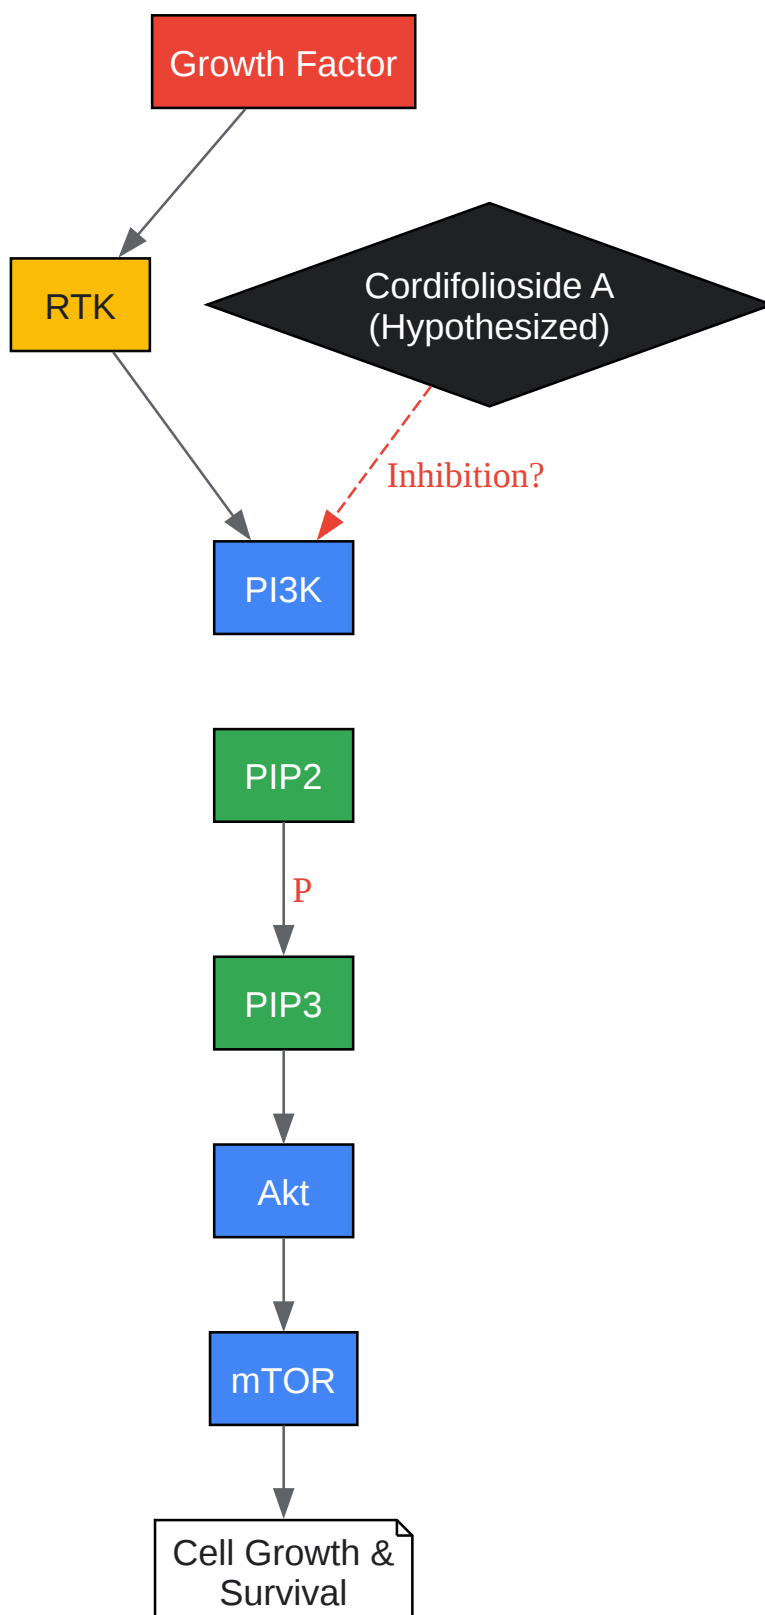 Growth Factor
RTK
Cordifolioside A
(Hypothesized)
Inhibition?
PI3K
PIP2
P
PIP3
Akt
mTOR
Cell Growth &
Survival